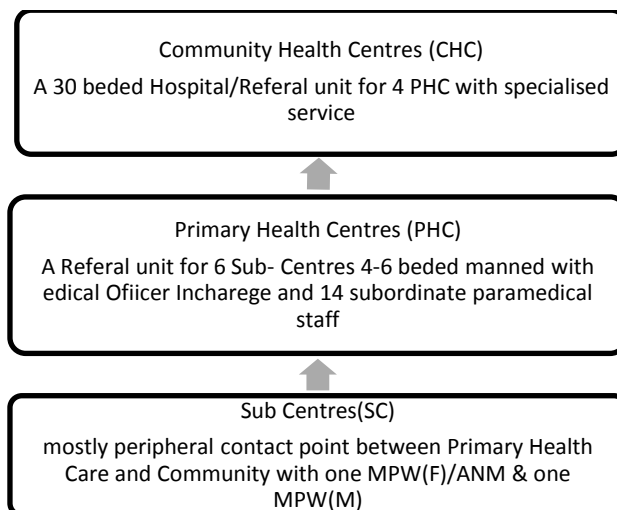 Community Health Centres (CHC)
A 30 beded Hospital/Referal unit for 4 PHC with specialised
service
Primary Health Centres (PHC)
A Referal unit for 6 Sub- Centres 4-6 beded manned with
edical Ofiicer Incharege and 14 subordinate paramedical
staff
Sub Centres(SC)
mostly peripheral contact point between Primary Health
Care and Community with one MPW(F)/ANM & one
MPW(M)